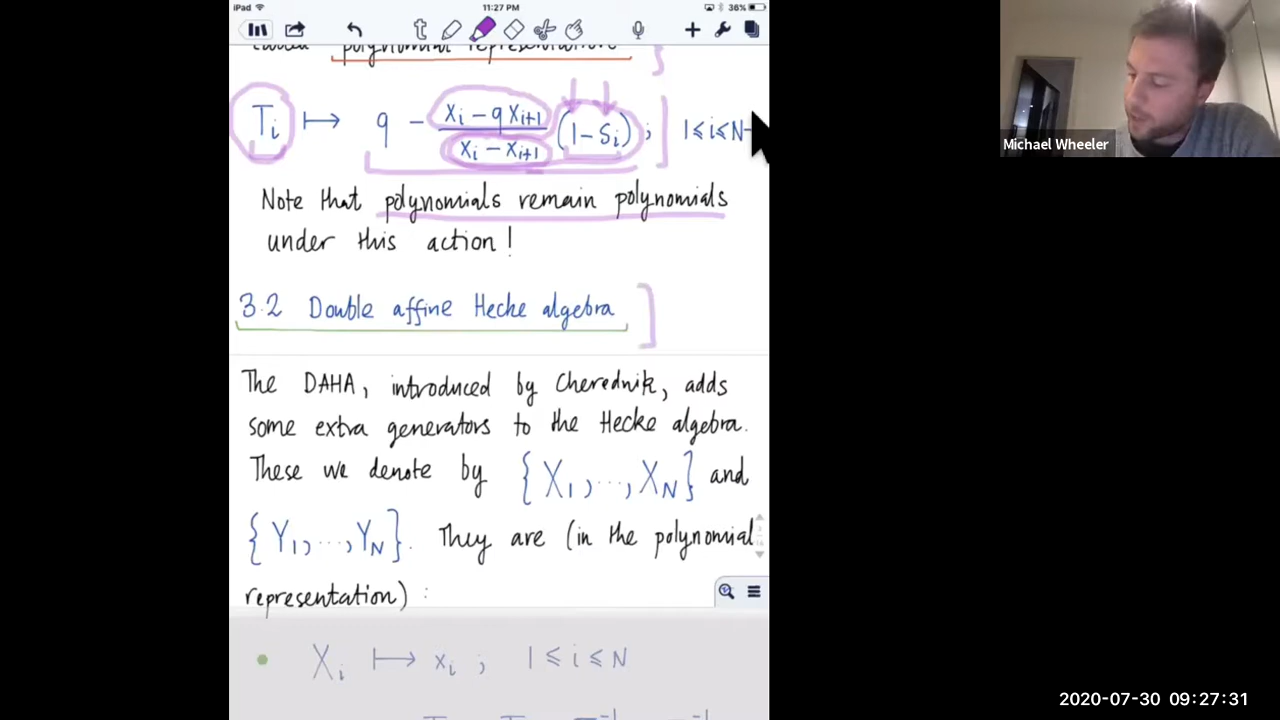 iPad 11:27 PM 36%
polynomial representation
Tᵢ ↦ q − (xᵢ − q xᵢ₊₁)/(xᵢ − xᵢ₊₁) (1 − sᵢ); 1 ≤ i ≤ N−
Michael Wheeler
Note that polynomials remain polynomials
under this action!
3.2 Double affine Hecke algebra
The DAHA, introduced by Cherednik, adds
some extra generators to the Hecke algebra.
These we denote by {X₁, ..., X_N} and
{Y₁, ..., Y_N}. They are (in the polynomial
representation) :
• Xᵢ ↦ xᵢ ; 1 ≤ i ≤ N
2020-07-30 09:27:31